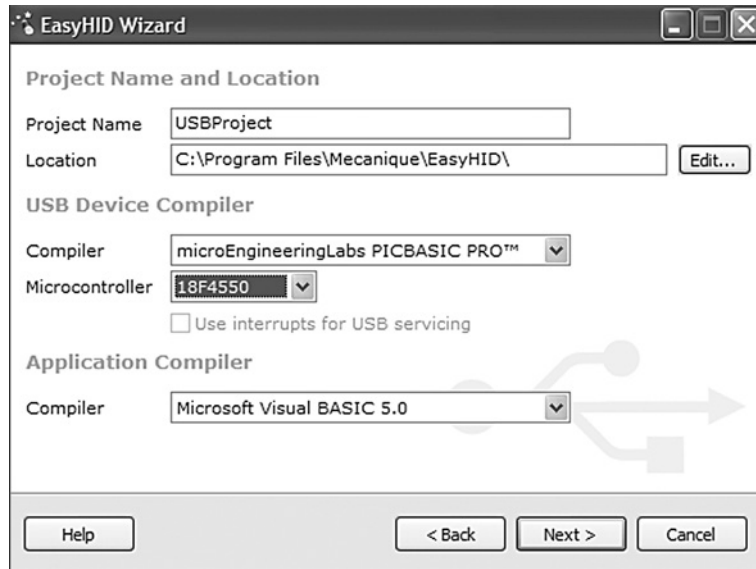 EasyHID Wizard
Project Name and Location
Project Name USBProject
Location C:\Program Files\Mecanique\EasyHID\ Edit...
USB Device Compiler
Compiler microEngineeringLabs PICBASIC PRO™
Microcontroller 18F4550
Use interrupts for USB servicing
Application Compiler
Compiler Microsoft Visual BASIC 5.0
Help < Back Next > Cancel